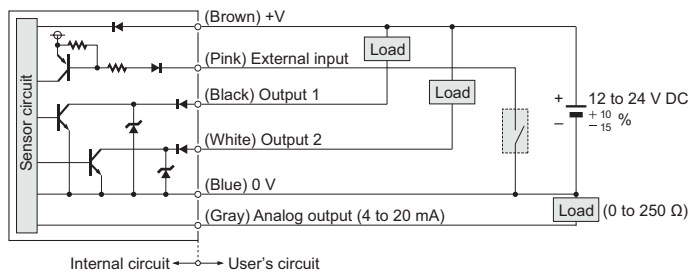 (Brown) +V
Load
(Pink) External input
Load
(Black) Output 1
+
12 to 24 V DC
+ 10
− 15 %
−
Sensor circuit
(White) Output 2
(Blue) 0 V
(Gray) Analog output (4 to 20 mA)
Load (0 to 250 Ω)
Internal circuit
User's circuit